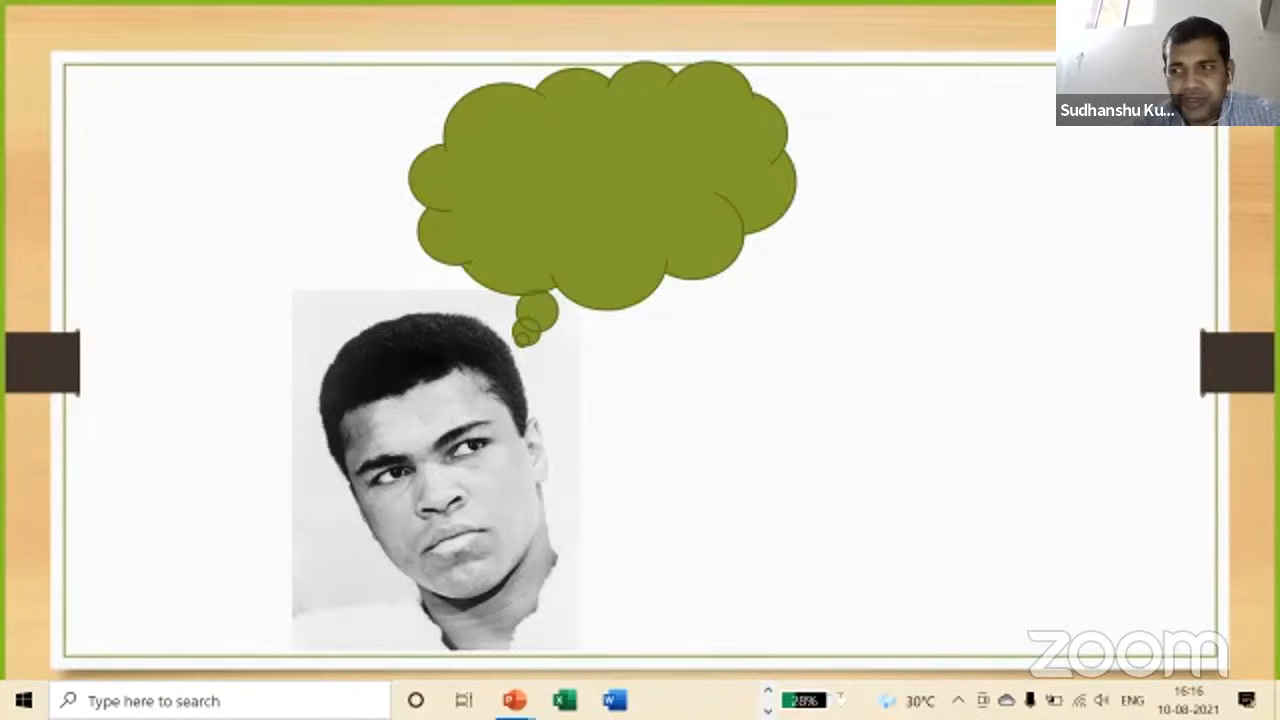 Sudhanshu Ku...
zoom
Type here to search
28%
30°C
ENG
16:16
10-08-2021